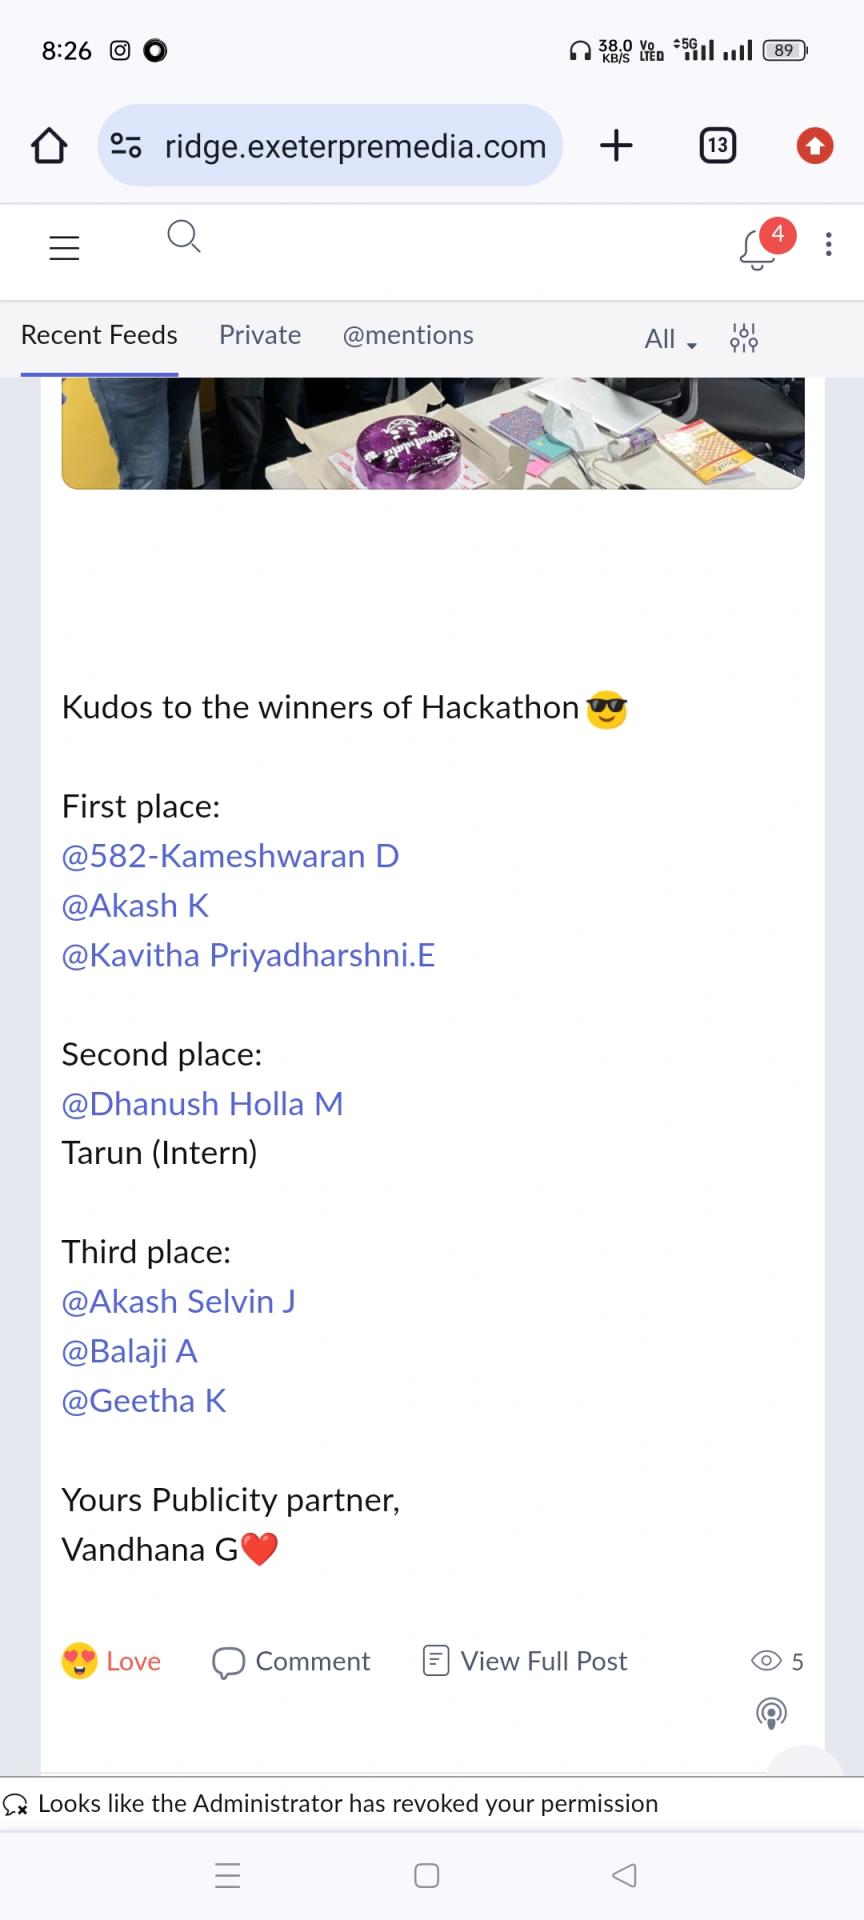 8:26
38.0 KB/S Vo LTED 5G 89
ridge.exeterpremedia.com
13
4
Recent Feeds Private @mentions All
Congratulations
Kudos to the winners of Hackathon😎
First place:
@582-Kameshwaran D
@Akash K
@Kavitha Priyadharshni.E
Second place:
@Dhanush Holla M
Tarun (Intern)
Third place:
@Akash Selvin J
@Balaji A
@Geetha K
Yours Publicity partner,
Vandhana G❤️
Love Comment View Full Post 5
Looks like the Administrator has revoked your permission